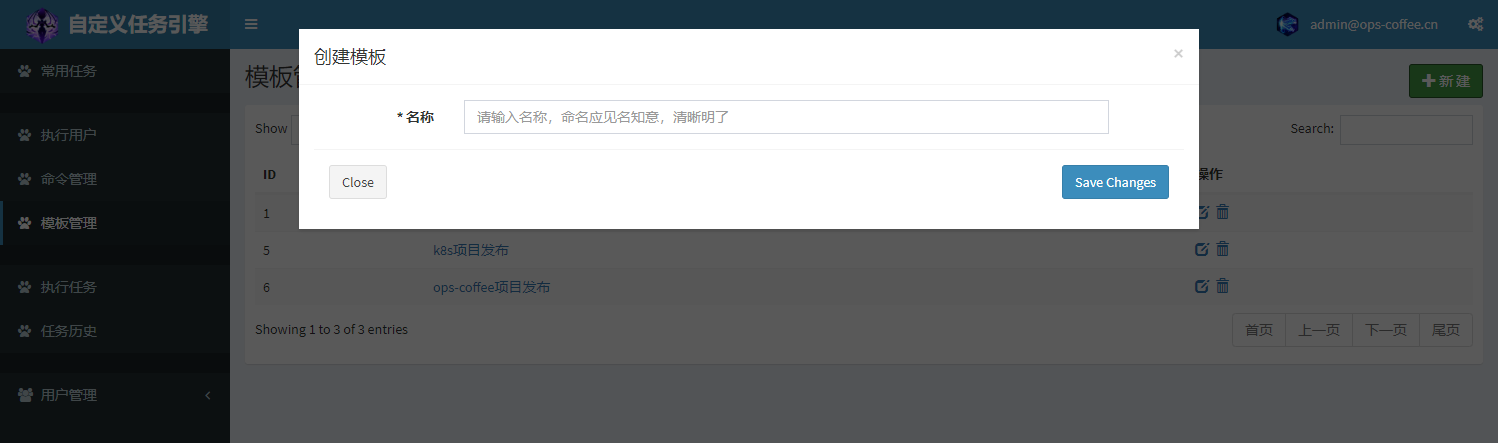 自定义任务引擎
admin@ops-coffee.cn
常用任务
执行用户
命令管理
模板管理
执行任务
任务历史
用户管理
模板管
新建
创建模板
×
* 名称
请输入名称，命名应见名知意，清晰明了
Close
Save Changes
Show
Search:
ID
操作
1
5
k8s项目发布
6
ops-coffee项目发布
Showing 1 to 3 of 3 entries
首页
上一页
下一页
尾页